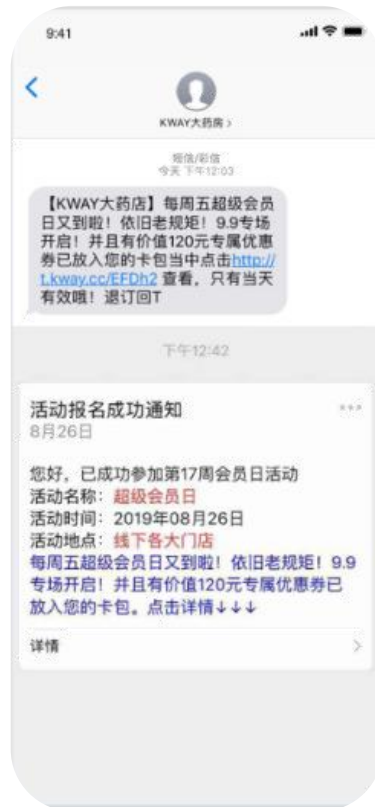 9:41
KWAY大药房 >
短信/彩信
今天 下午12:03
【KWAY大药店】每周五超级会员
日又到啦！依旧老规矩！9.9专场
开启！并且有价值120元专属优惠
券已放入您的卡包当中点击http://
t.kway.cc/EFDh2 查看，只有当天
有效哦！退订回T
下午12:42
活动报名成功通知
8月26日
您好，已成功参加第17周会员日活动
活动名称：超级会员日
活动时间：2019年08月26日
活动地点：线下各大门店
每周五超级会员日又到啦！依旧老规矩！9.9
专场开启！并且有价值120元专属优惠券已
放入您的卡包。点击详情↓↓↓
详情